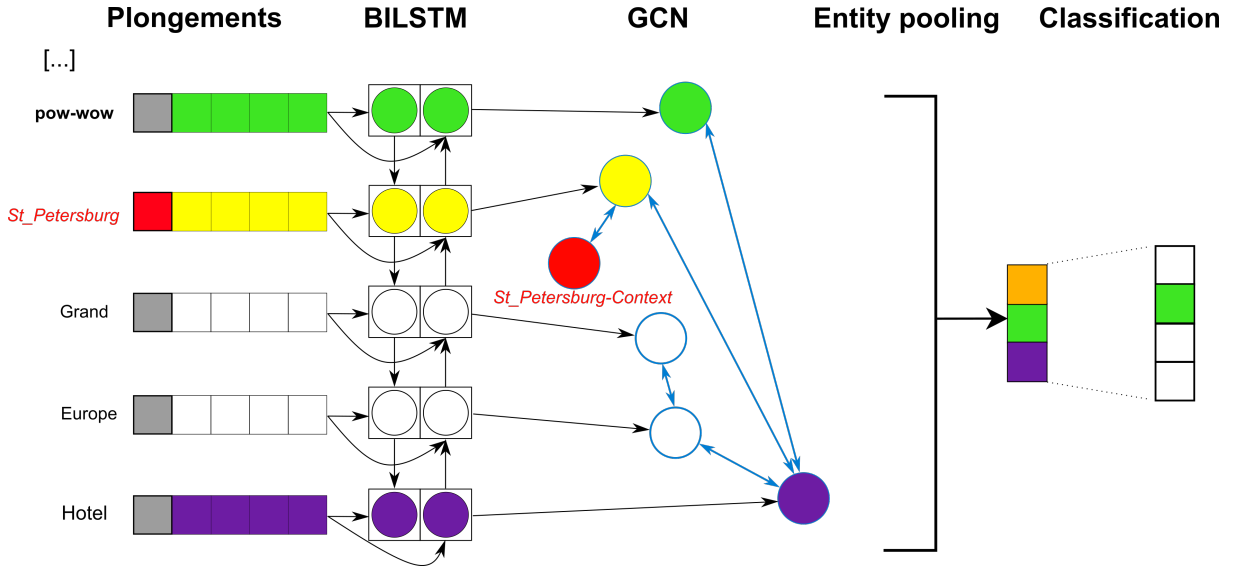 Plongements BILSTM GCN Entity pooling Classification
[...]
pow-wow
St_Petersburg
St_Petersburg-Context
Grand
Europe
Hotel